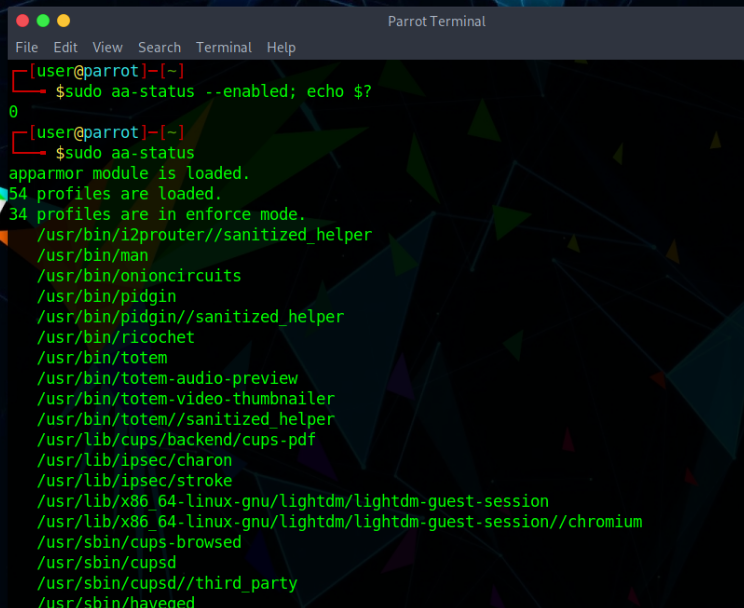 Parrot Terminal
File Edit View Search Terminal Help
┌─[user@parrot]─[~]
└──╼ $sudo aa-status --enabled; echo $?
0
┌─[user@parrot]─[~]
└──╼ $sudo aa-status
apparmor module is loaded.
54 profiles are loaded.
34 profiles are in enforce mode.
/usr/bin/i2prouter//sanitized_helper
/usr/bin/man
/usr/bin/onioncircuits
/usr/bin/pidgin
/usr/bin/pidgin//sanitized_helper
/usr/bin/ricochet
/usr/bin/totem
/usr/bin/totem-audio-preview
/usr/bin/totem-video-thumbnailer
/usr/bin/totem//sanitized_helper
/usr/lib/cups/backend/cups-pdf
/usr/lib/ipsec/charon
/usr/lib/ipsec/stroke
/usr/lib/x86_64-linux-gnu/lightdm/lightdm-guest-session
/usr/lib/x86_64-linux-gnu/lightdm/lightdm-guest-session//chromium
/usr/sbin/cups-browsed
/usr/sbin/cupsd
/usr/sbin/cupsd//third_party
/usr/sbin/haveged